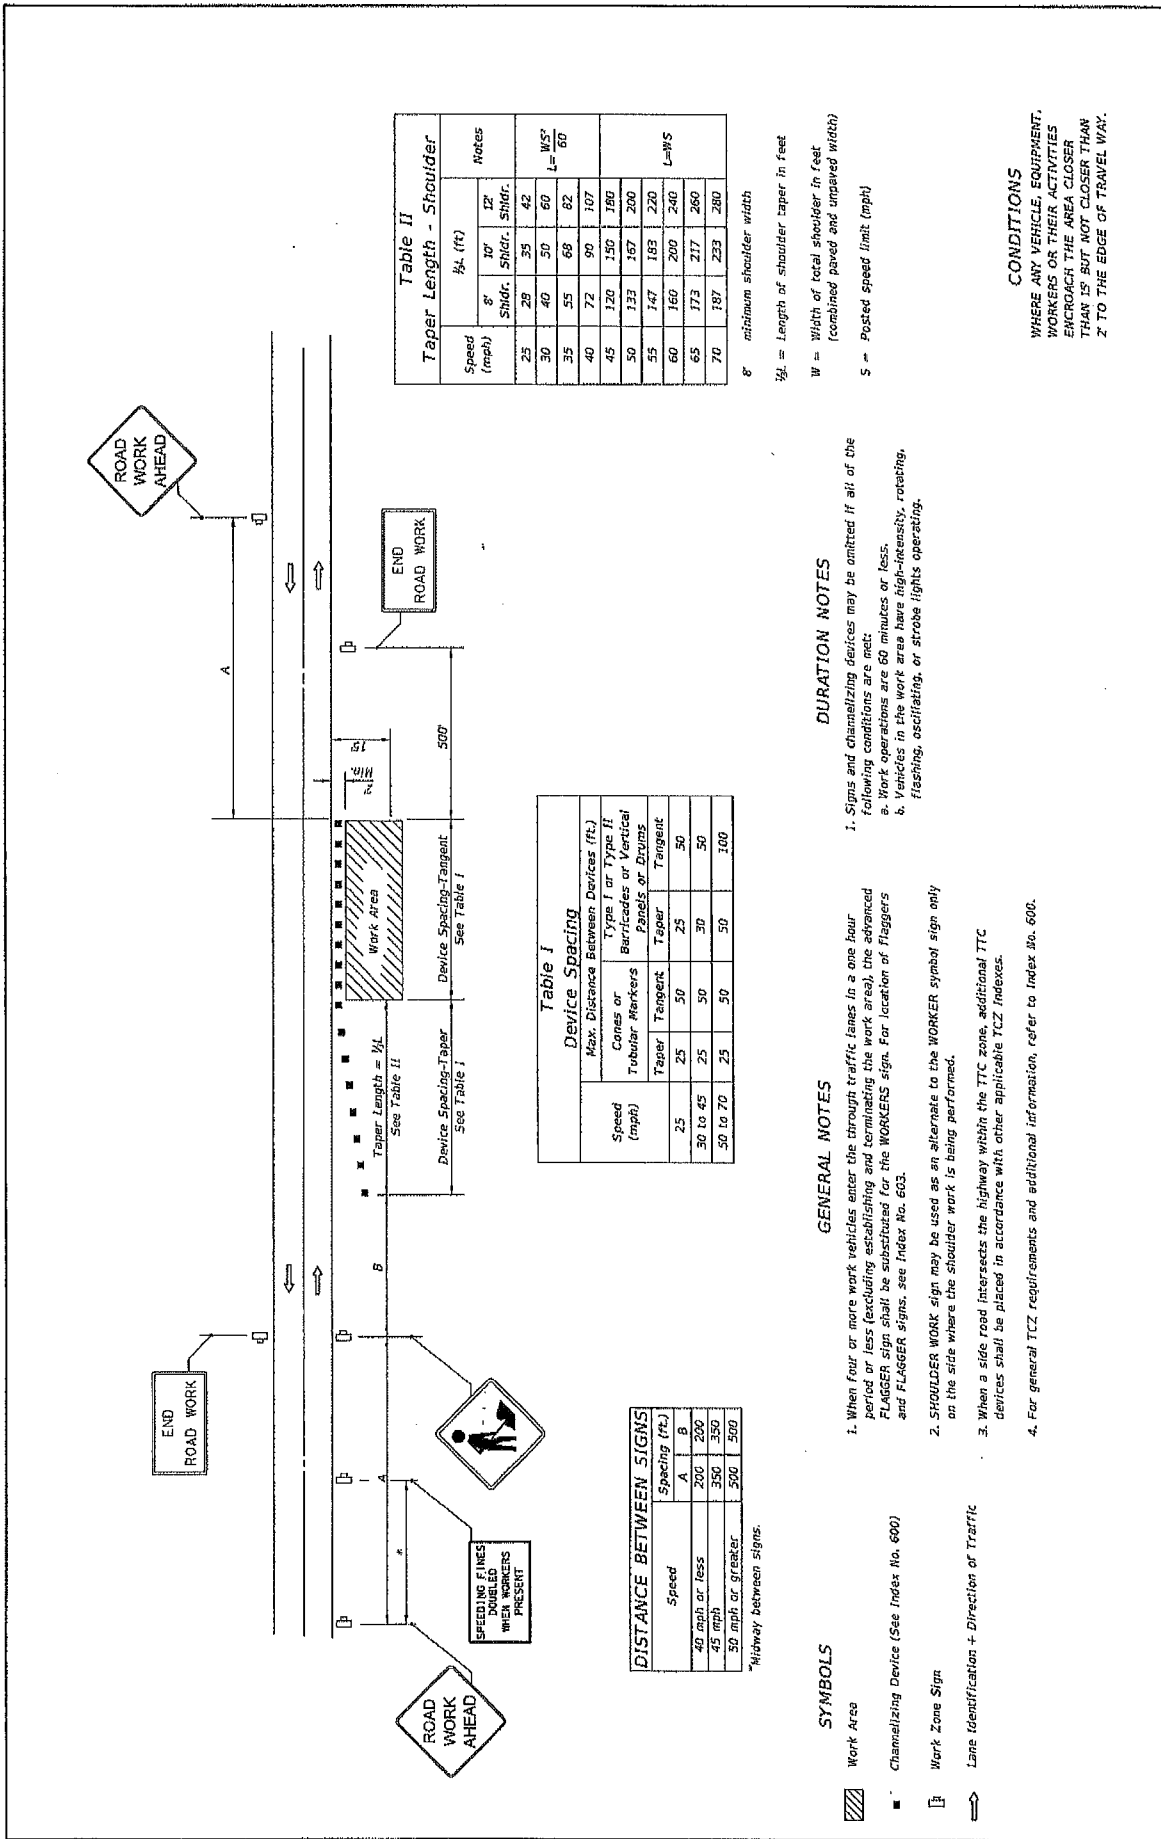 ROAD
WORK
AHEAD
SPEEDING FINES
DOUBLED
WHEN WORKERS
PRESENT
*
A
END
ROAD WORK
B
Taper Length = ⅓L
See Table II
Device Spacing-Taper
See Table I
Work Area
Device Spacing-Tangent
See Table I
2'
Min.
15'
500'
END
ROAD WORK
A
ROAD
WORK
AHEAD
DISTANCE BETWEEN SIGNS
Speed Spacing (ft.)
A B
40 mph or less 200 200
45 mph 350 350
50 mph or greater 500 500
*Midway between signs.
Table I
Device Spacing
Speed
(mph)
Max. Distance Between Devices (ft.)
Cones or
Tubular Markers
Type I or Type II
Barricades or Vertical
Panels or Drums
Taper Tangent Taper Tangent
25 25 50 25 50
30 to 45 25 50 30 50
50 to 70 25 50 50 100
Table II
Taper Length - Shoulder
Speed
(mph)
⅓L (ft)
Notes
8'
Shldr.
10'
Shldr.
12'
Shldr.
25 28 35 42
30 40 50 60
35 55 68 82
40 72 90 107
L= WS²
60
45 120 150 180
50 133 167 200
55 147 183 220
60 160 200 240
65 173 217 260
70 187 233 280
L=WS
8' minimum shoulder width
⅓L = Length of shoulder taper in feet
W = Width of total shoulder in feet
(combined paved and unpaved width)
S = Posted speed limit (mph)
SYMBOLS
Work Area
Channelizing Device (See Index No. 600)
Work Zone Sign
Lane Identification + Direction of Traffic
GENERAL NOTES
1. When four or more work vehicles enter the through traffic lanes in a one hour
period or less (excluding establishing and terminating the work area), the advanced
FLAGGER sign shall be substituted for the WORKERS sign. For location of flaggers
and FLAGGER signs, see Index No. 603.
2. SHOULDER WORK sign may be used as an alternate to the WORKER symbol sign only
on the side where the shoulder work is being performed.
3. When a side road intersects the highway within the TTC zone, additional TTC
devices shall be placed in accordance with other applicable TCZ Indexes.
4. For general TCZ requirements and additional information, refer to Index No. 600.
DURATION NOTES
1. Signs and channelizing devices may be omitted if all of the
following conditions are met:
a. Work operations are 60 minutes or less.
b. Vehicles in the work area have high-intensity, rotating,
flashing, oscillating, or strobe lights operating.
CONDITIONS
WHERE ANY VEHICLE, EQUIPMENT,
WORKERS OR THEIR ACTIVITIES
ENCROACH THE AREA CLOSER
THAN 15' BUT NOT CLOSER THAN
2' TO THE EDGE OF TRAVEL WAY.